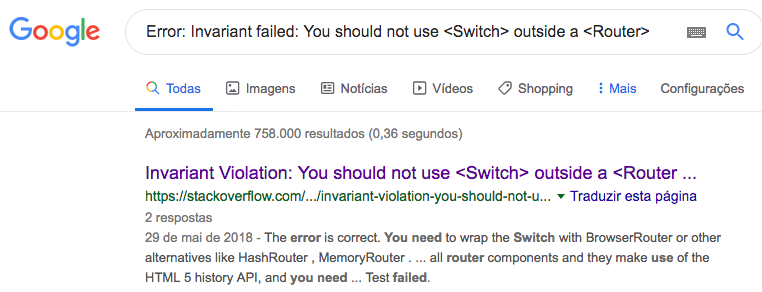 Google
Error: Invariant failed: You should not use <Switch> outside a <Router>
Todas Imagens Notícias Vídeos Shopping Mais Configurações
Aproximadamente 758.000 resultados (0,36 segundos)
Invariant Violation: You should not use <Switch> outside a <Router ...
https://stackoverflow.com/.../invariant-violation-you-should-not-u... Traduzir esta página
2 respostas
29 de mai de 2018 - The error is correct. You need to wrap the Switch with BrowserRouter or other
alternatives like HashRouter , MemoryRouter . ... all router components and they make use of the
HTML 5 history API, and you need ... Test failed.